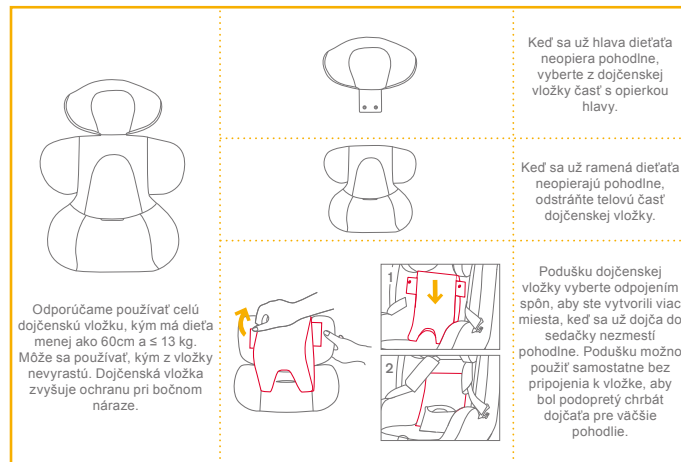 Odporúčame používať celú
dojčenskú vložku, kým má dieťa
menej ako 60cm a ≤ 13 kg.
Môže sa používať, kým z vložky
nevyrastú. Dojčenská vložka
zvyšuje ochranu pri bočnom
náraze.
Keď sa už hlava dieťaťa
neopiera pohodlne,
vyberte z dojčenskej
vložky časť s opierkou
hlavy.
Keď sa už ramená dieťaťa
neopierajú pohodlne,
odstráňte telovú časť
dojčenskej vložky.
1
2
Podušku dojčenskej
vložky vyberte odpojením
spôn, aby ste vytvorili viac
miesta, keď sa už dojča do
sedačky nezmestí
pohodlne. Podušku možno
použiť samostatne bez
pripojenia k vložke, aby
bol podopretý chrbát
dojčaťa pre väčšie
pohodlie.